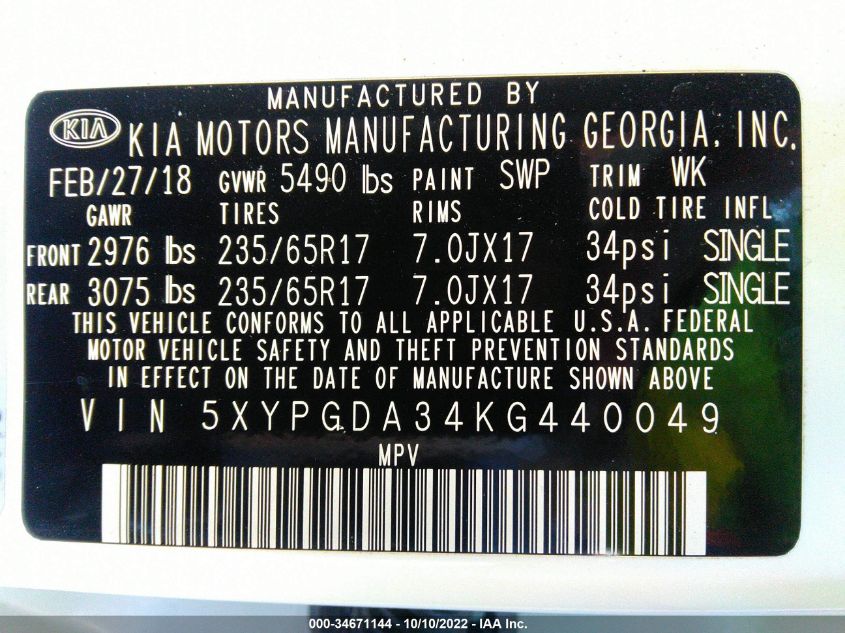 MANUFACTURED BY
KIA KIA MOTORS MANUFACTURING GEORGIA, INC.
FEB/27/18 GVWR 5490 lbs PAINT SWP TRIM WK
GAWR TIRES RIMS COLD TIRE INFL
FRONT 2976 lbs 235/65R17 7.0JX17 34psi SINGLE
REAR 3075 lbs 235/65R17 7.0JX17 34psi SINGLE
THIS VEHICLE CONFORMS TO ALL APPLICABLE U.S.A. FEDERAL
MOTOR VEHICLE SAFETY AND THEFT PREVENTION STANDARDS
IN EFFECT ON THE DATE OF MANUFACTURE SHOWN ABOVE
VIN 5XYPGDA34KG440049
MPV
000-34671144 - 10/10/2022 - IAA Inc.